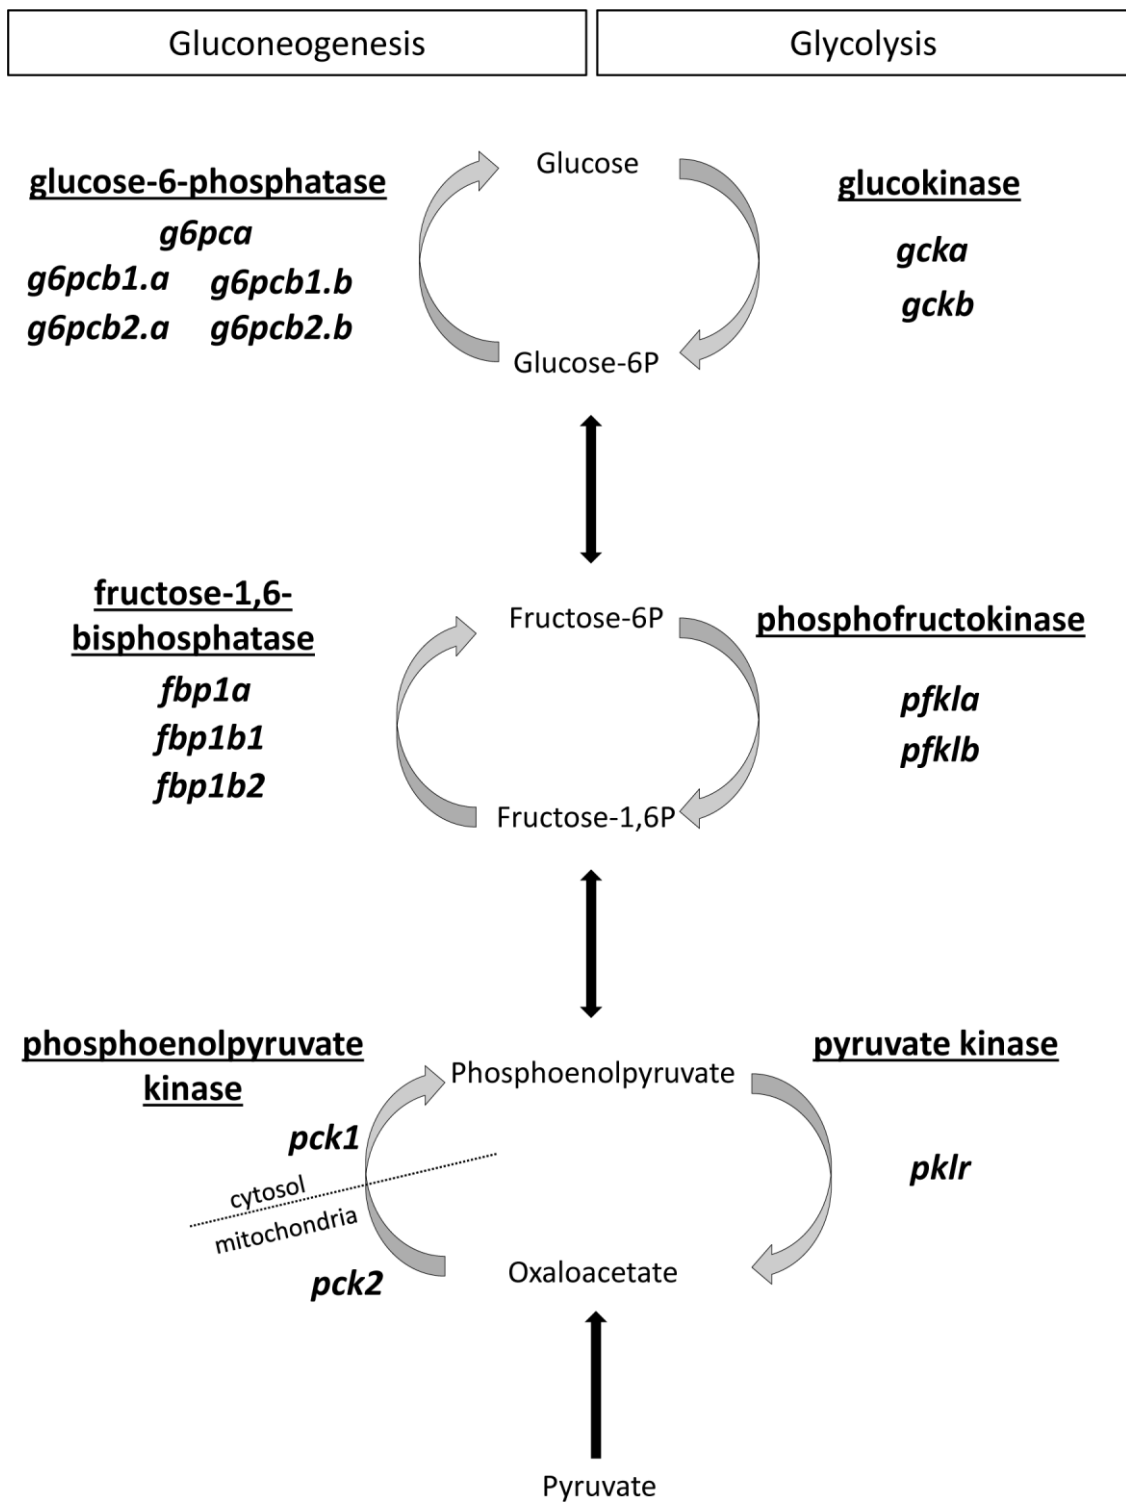 Gluconeogenesis
Glycolysis
glucose-6-phosphatase
g6pca
g6pcb1.a g6pcb1.b
g6pcb2.a g6pcb2.b
Glucose
Glucose-6P
glucokinase
gcka
gckb
fructose-1,6-
bisphosphatase
fbp1a
fbp1b1
fbp1b2
Fructose-6P
Fructose-1,6P
phosphofructokinase
pfkla
pfklb
phosphoenolpyruvate
kinase
pck1
cytosol
mitochondria
pck2
Phosphoenolpyruvate
Oxaloacetate
pyruvate kinase
pklr
Pyruvate